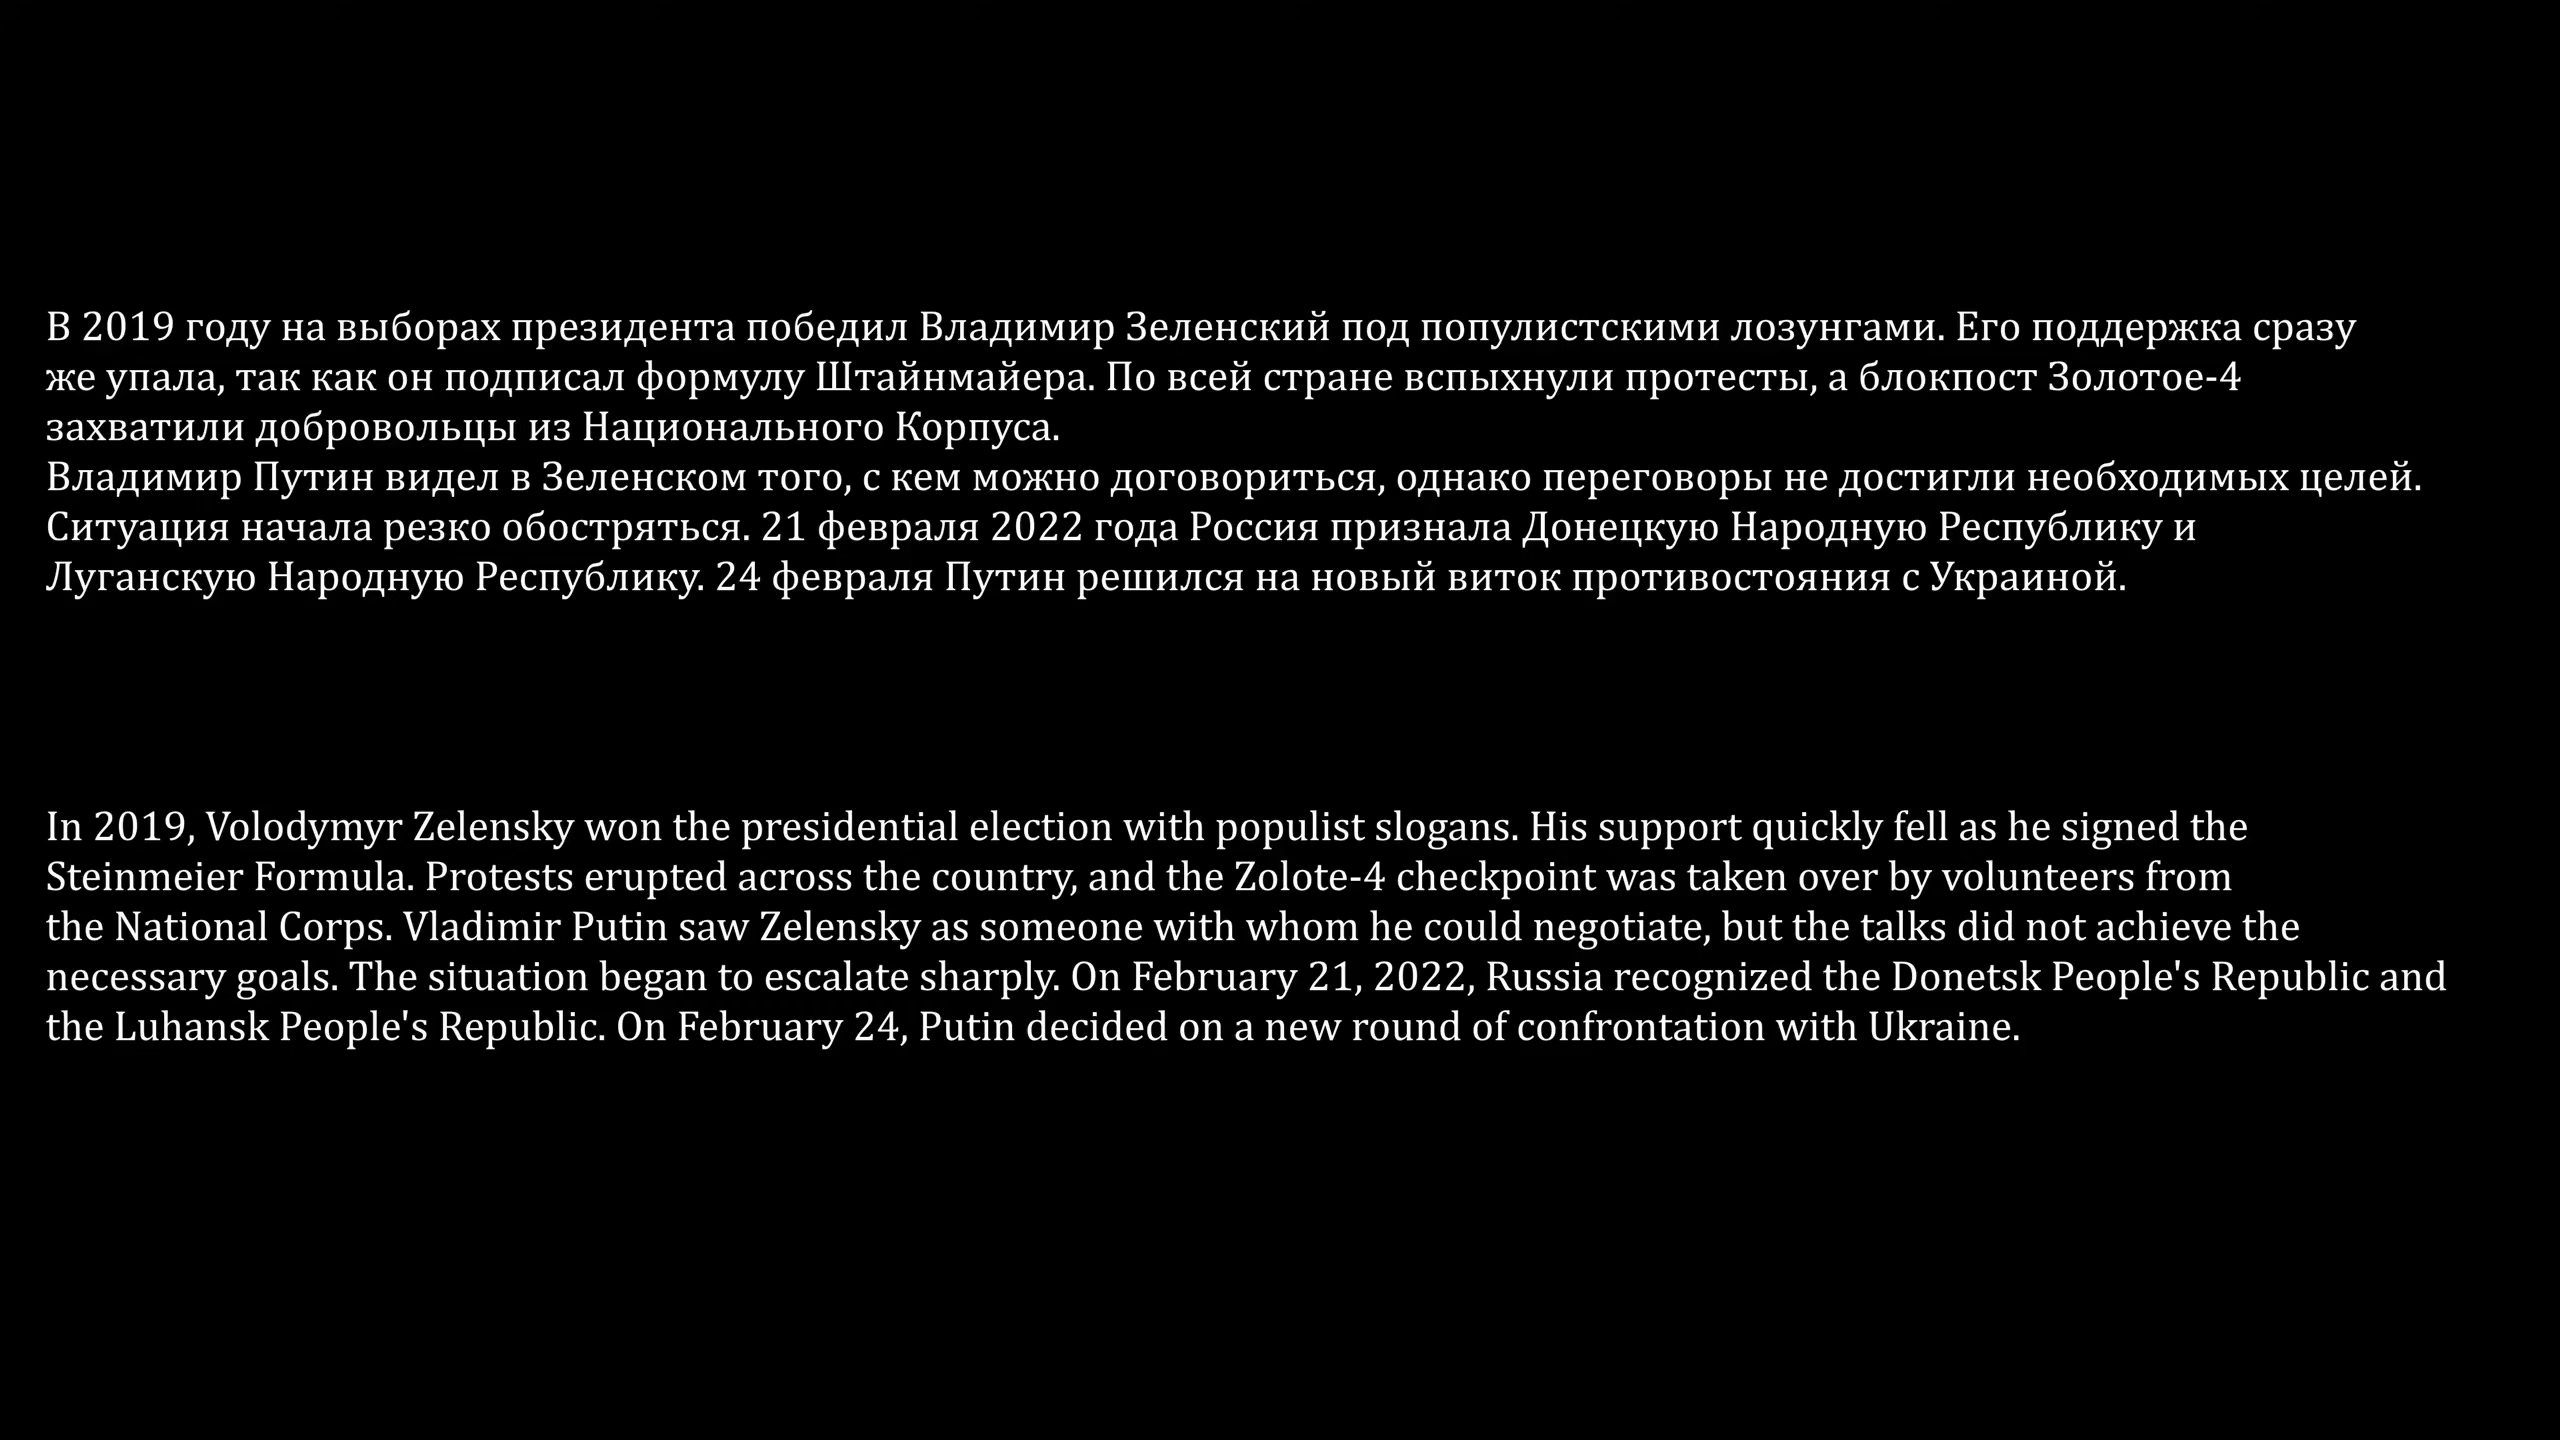 В 2019 году на выборах президента победил Владимир Зеленский под популистскими лозунгами. Его поддержка сразу
же упала, так как он подписал формулу Штайнмайера. По всей стране вспыхнули протесты, а блокпост Золотое-4
захватили добровольцы из Национального Корпуса.
Владимир Путин видел в Зеленском того, с кем можно договориться, однако переговоры не достигли необходимых целей.
Ситуация начала резко обостряться. 21 февраля 2022 года Россия признала Донецкую Народную Республику и
Луганскую Народную Республику. 24 февраля Путин решился на новый виток противостояния с Украиной.
In 2019, Volodymyr Zelensky won the presidential election with populist slogans. His support quickly fell as he signed the
Steinmeier Formula. Protests erupted across the country, and the Zolote-4 checkpoint was taken over by volunteers from
the National Corps. Vladimir Putin saw Zelensky as someone with whom he could negotiate, but the talks did not achieve the
necessary goals. The situation began to escalate sharply. On February 21, 2022, Russia recognized the Donetsk People's Republic and
the Luhansk People's Republic. On February 24, Putin decided on a new round of confrontation with Ukraine.